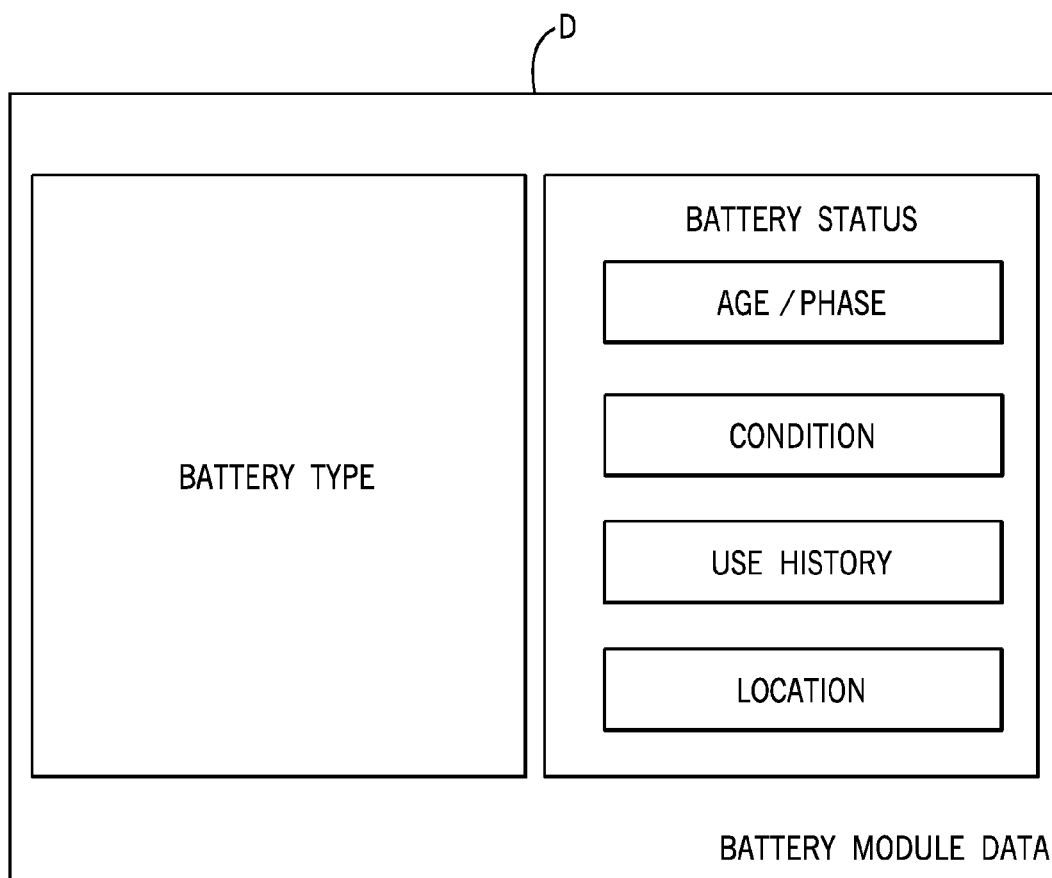 D
BATTERY TYPE
BATTERY STATUS
AGE / PHASE
CONDITION
USE HISTORY
LOCATION
BATTERY MODULE DATA